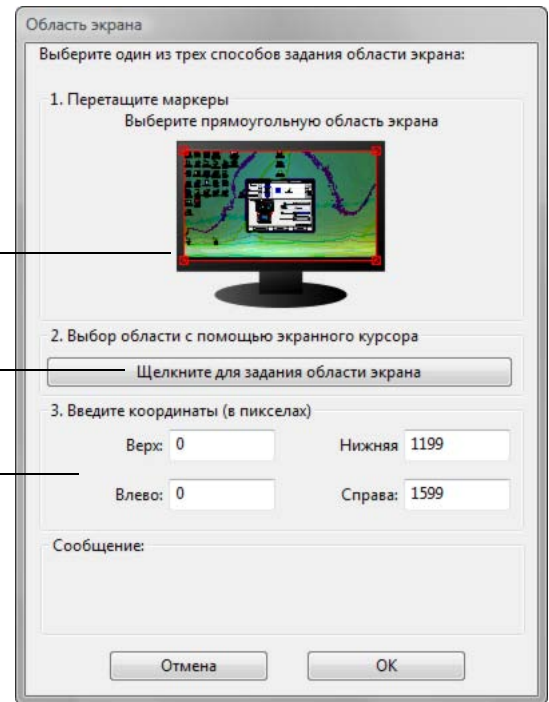 Область экрана
Выберите один из трех способов задания области экрана:
1. Перетащите маркеры
Выберите прямоугольную область экрана
2. Выбор области с помощью экранного курсора
Щелкните для задания области экрана
3. Введите координаты (в пикселах)
Верх: 0 Нижняя 1199
Влево: 0 Справа: 1599
Сообщение:
Отмена OK